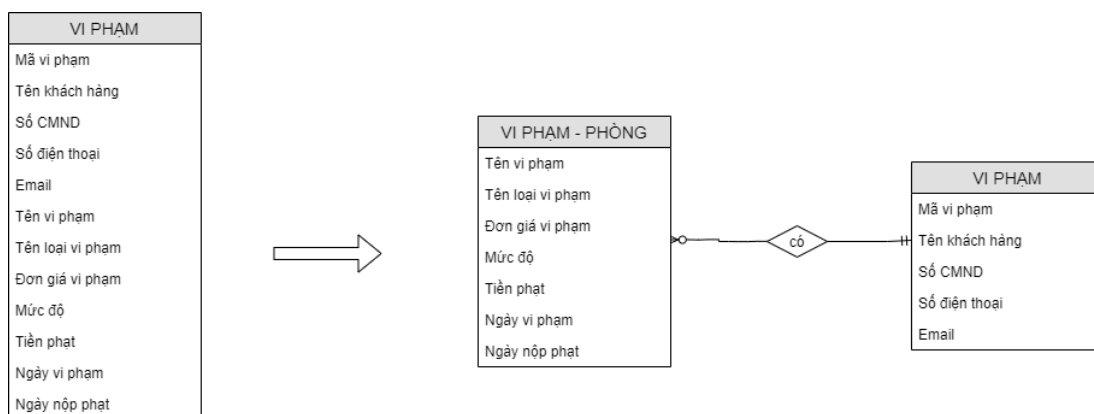 VI PHẠM
Mã vi phạm
Tên khách hàng
Số CMND
Số điện thoại
Email
Tên vi phạm
Tên loại vi phạm
Đơn giá vi phạm
Mức độ
Tiền phạt
Ngày vi phạm
Ngày nộp phạt
VI PHẠM - PHÒNG
Tên vi phạm
Tên loại vi phạm
Đơn giá vi phạm
Mức độ
Tiền phạt
Ngày vi phạm
Ngày nộp phạt
có
VI PHẠM
Mã vi phạm
Tên khách hàng
Số CMND
Số điện thoại
Email